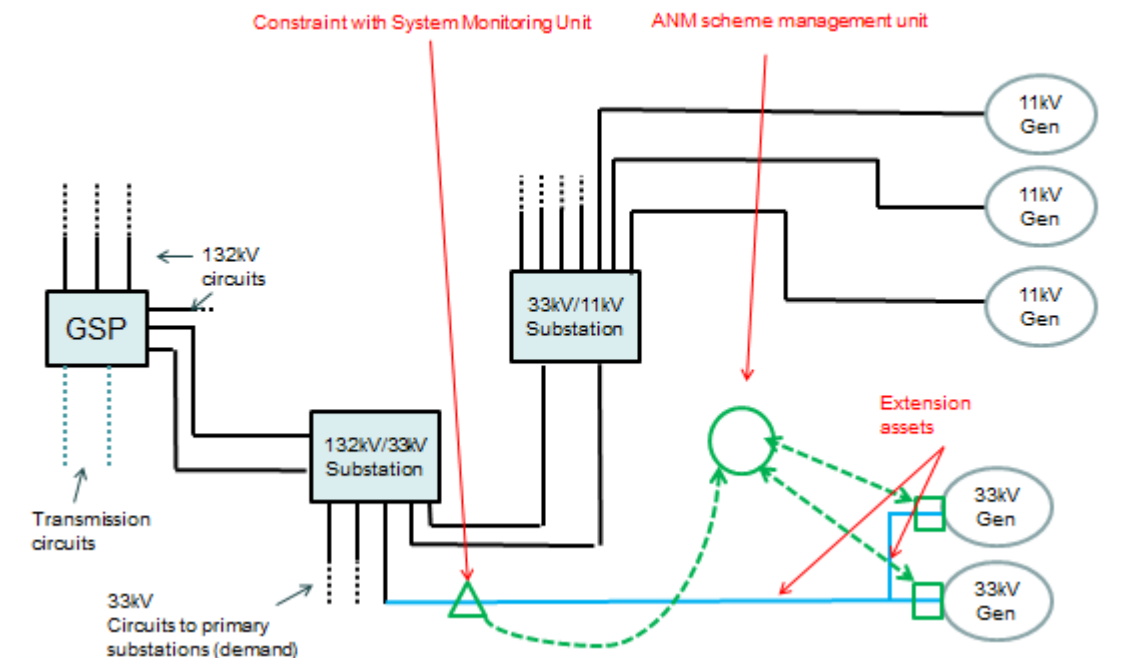 Constraint with System Monitoring Unit
ANM scheme management unit
11kV
Gen
11kV
Gen
11kV
Gen
132kV
circuits
GSP
33kV/11kV
Substation
132kV/33kV
Substation
Extension
assets
33kV
Gen
33kV
Gen
Transmission
circuits
33kV
Circuits to primary
substations (demand)